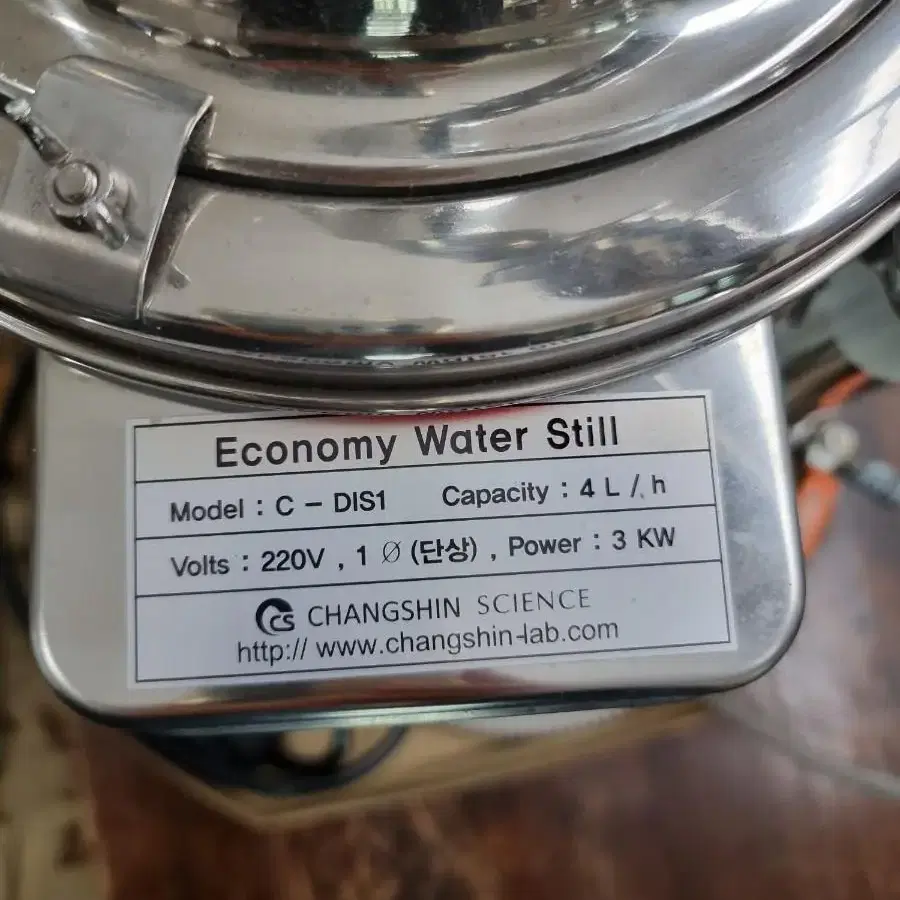 Economy Water Still
Model : C - DIS1 Capacity : 4 L / h
Volts : 220V , 1 Ø (단상) , Power : 3 KW
CS CHANGSHIN SCIENCE
http:// www.changshin-lab.com